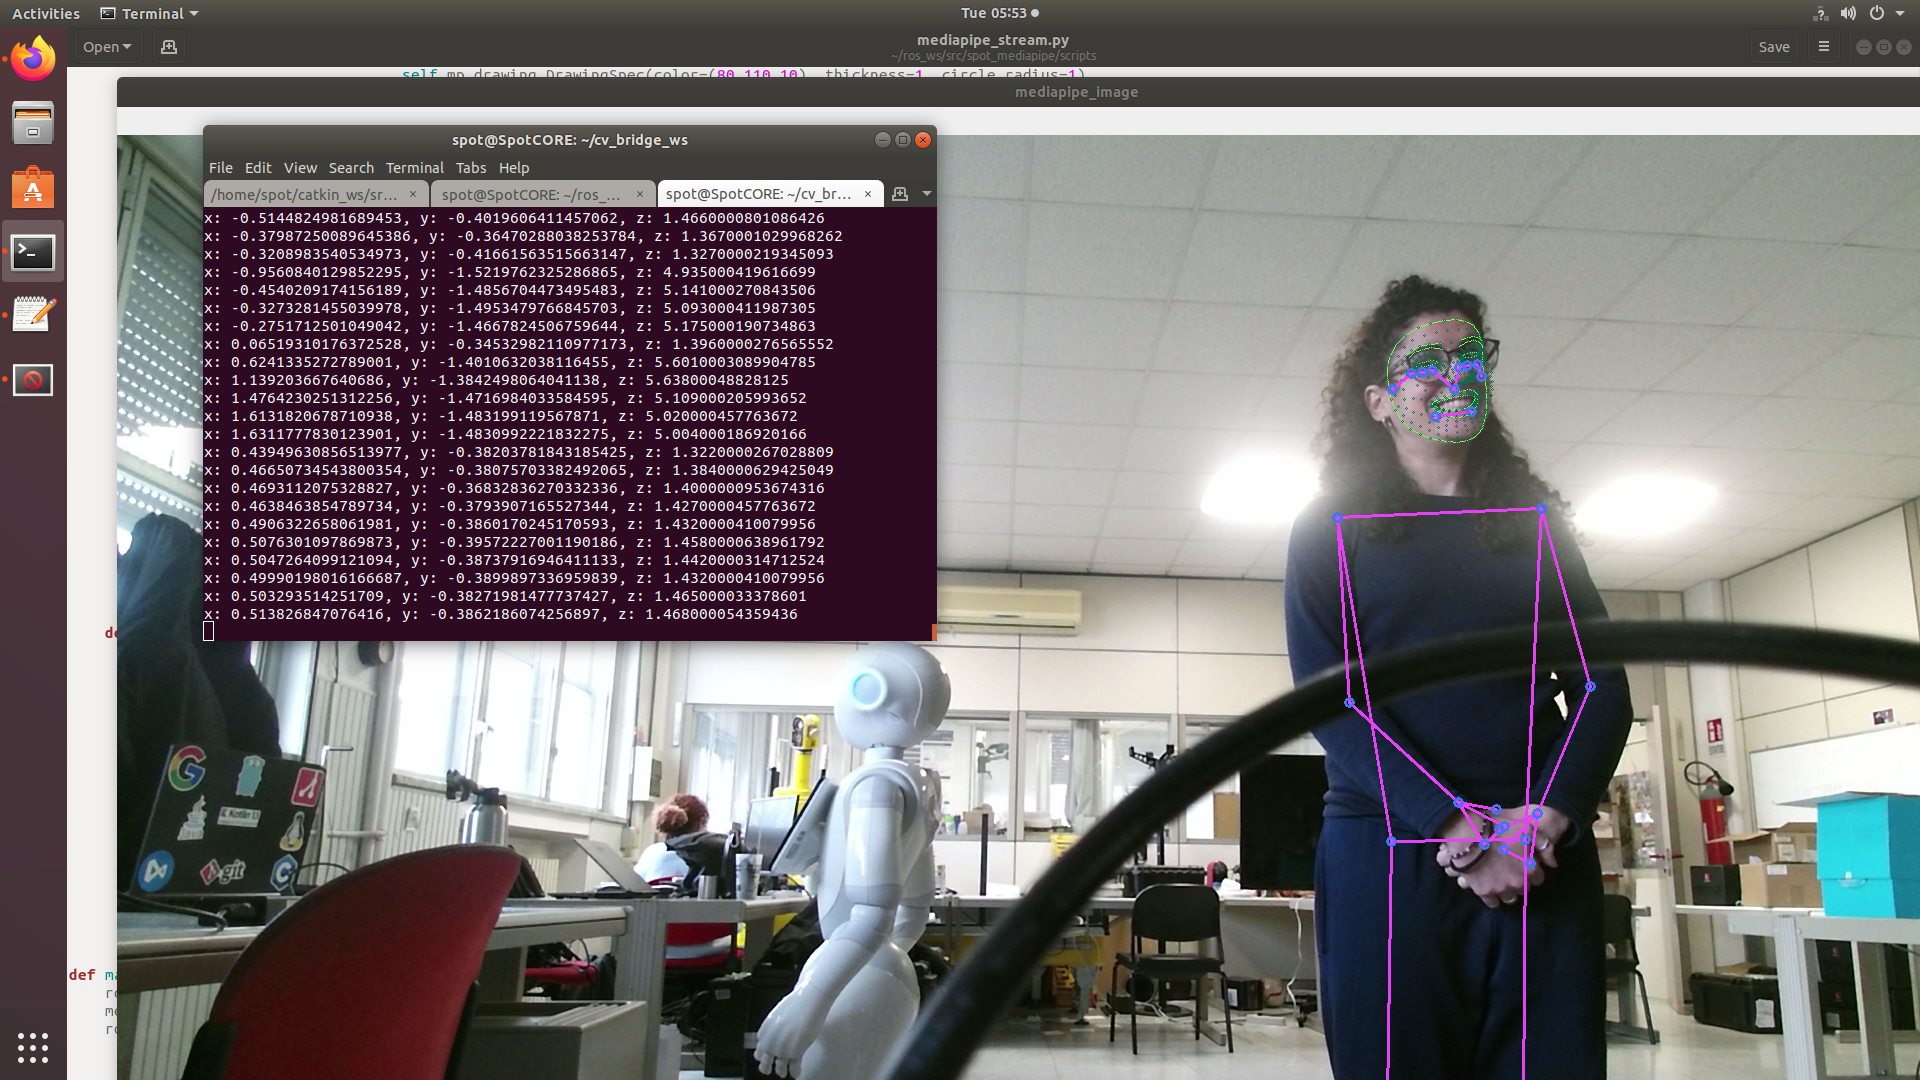 Activities Terminal Tue 05:53
Open mediapipe_stream.py Save
~/ros_ws/src/spot_mediapipe/scripts
self.mp_drawing.DrawingSpec(color=(80,110,10), thickness=1, circle_radius=1)
mediapipe_image
spot@SpotCORE: ~/cv_bridge_ws
File Edit View Search Terminal Tabs Help
/home/spot/catkin_ws/sr... × spot@SpotCORE: ~/ros_... × spot@SpotCORE: ~/cv_br... ×
x: -0.5144824981689453, y: -0.4019606411457062, z: 1.4660000801086426
x: -0.37987250089645386, y: -0.36470288038253784, z: 1.3670001029968262
x: -0.3208983540534973, y: -0.41661563515663147, z: 1.3270000219345093
x: -0.9560840129852295, y: -1.5219762325286865, z: 4.935000419616699
x: -0.4540209174156189, y: -1.4856704473495483, z: 5.141000270843506
x: -0.3273281455039978, y: -1.4953479766845703, z: 5.093000411987305
x: -0.2751712501049042, y: -1.4667824506759644, z: 5.175000190734863
x: 0.06519310176372528, y: -0.34532982110977173, z: 1.3960000276565552
x: 0.6241335272789001, y: -1.4010632038116455, z: 5.6010003089904785
x: 1.139203667640686, y: -1.3842498064041138, z: 5.63800048828125
x: 1.4764230251312256, y: -1.4716984033584595, z: 5.109000205993652
x: 1.6131820678710938, y: -1.483199119567871, z: 5.020000457763672
x: 1.6311777830123901, y: -1.4830992221832275, z: 5.004000186920166
x: 0.43949630856513977, y: -0.38203781843185425, z: 1.3220000267028809
x: 0.46650734543800354, y: -0.38075703382492065, z: 1.3840000629425049
x: 0.4693112075328827, y: -0.36832836270332336, z: 1.4000000953674316
x: 0.4638463854789734, y: -0.3793907165527344, z: 1.4270000457763672
x: 0.4906322658061981, y: -0.3860170245170593, z: 1.4320000410079956
x: 0.5076301097869873, y: -0.39572227001190186, z: 1.4580000638961792
x: 0.5047264099121094, y: -0.38737916946411133, z: 1.4420000314712524
x: 0.49990198016166687, y: -0.3899897336959839, z: 1.4320000410079956
x: 0.503293514251709, y: -0.38271981477737427, z: 1.465000033378601
x: 0.513826847076416, y: -0.3862186074256897, z: 1.468000054359436
de
def ma
ro
me
ro
Java
Kotlin
git